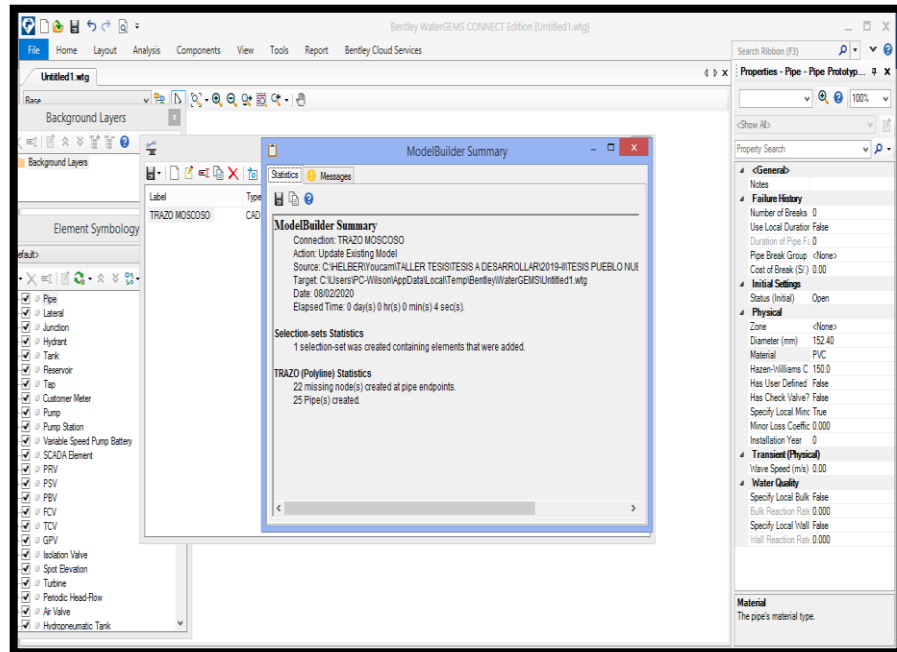 Bentley WaterGEMS CONNECT Edition [Untitled1.wtg]
File Home Layout Analysis Components View Tools Report Bentley Cloud Services
Search Ribbon (F3)
Untitled1.wtg
Base
Background Layers
Background Layers
Element Symbology
efault>
Pipe
Lateral
Junction
Hydrant
Tank
Reservoir
Tap
Customer Meter
Pump
Pump Station
Variable Speed Pump Battery
SCADA Element
PRV
PSV
PBV
FCV
TCV
GPV
Isolation Valve
Spot Elevation
Turbine
Periodic Head-Flow
Air Valve
Hydropneumatic Tank
Label Type
TRAZO MOSCOSO CAD
ModelBuilder Summary
Statistics Messages
ModelBuilder Summary
Connection: TRAZO MOSCOSO
Action: Update Existing Model
Source: C:\HELBER\Youcam\TALLER TESIS\TESIS A DESARROLLAR\2019-II\TESIS PUEBLO NUE
Target: C:\Users\PC-Wilson\AppData\Local\Temp\Bentley\WaterGEMS\Untitled1.wtg
Date: 08/02/2020
Elapsed Time: 0 day(s) 0 hr(s) 0 min(s) 4 sec(s).
Selection-sets Statistics
1 selection-set was created containing elements that were added.
TRAZO (Polyline) Statistics
22 missing node(s) created at pipe endpoints.
25 Pipe(s) created.
Properties - Pipe - Pipe Prototyp...
100%
<Show All>
Property Search
<General>
Notes
Failure History
Number of Breaks 0
Use Local Duration False
Duration of Pipe Fa 0
Pipe Break Group <None>
Cost of Break (S/.) 0.00
Initial Settings
Status (Initial) Open
Physical
Zone <None>
Diameter (mm) 152.40
Material PVC
Hazen-Williams C 150.0
Has User Defined False
Has Check Valve? False
Specify Local Minc True
Minor Loss Coeffic 0.000
Installation Year 0
Transient (Physical)
Wave Speed (m/s) 0.00
Water Quality
Specify Local Bulk False
Bulk Reaction Rate 0.000
Specify Local Wall False
Wall Reaction Rate 0.000
Material
The pipe's material type.